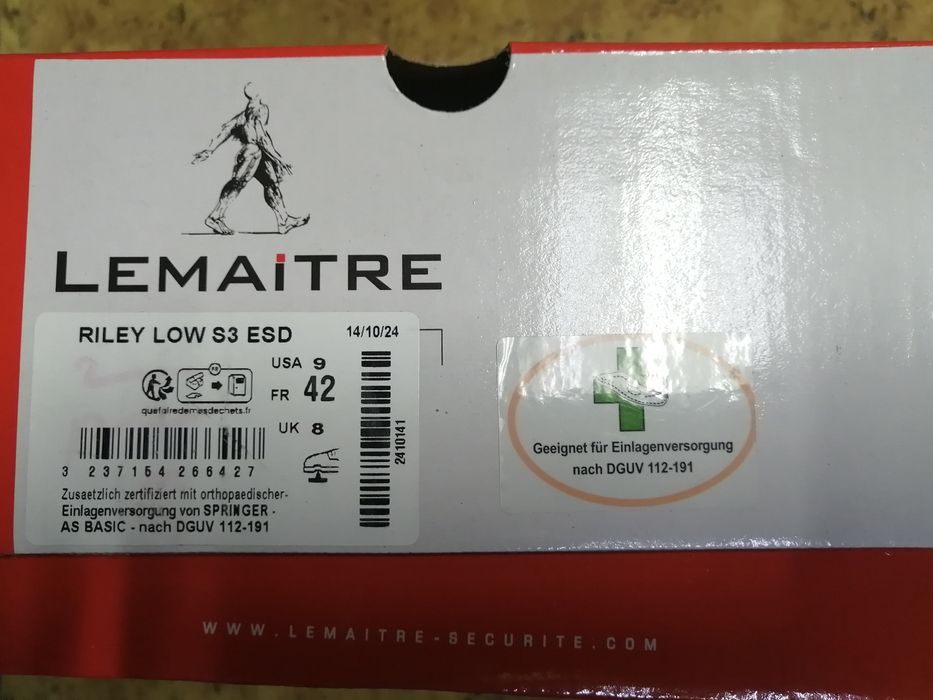 LEMAiTRE
RILEY LOW S3 ESD
14/10/24
USA 9
FR 42
UK 8
quefairedemesdechets.fr
3 237154 266427
2410141
Zusaetzlich zertifiziert mit orthopaedischer-
Einlagenversorgung von SPRINGER -
AS BASIC - nach DGUV 112-191
Geeignet für Einlagenversorgung
nach DGUV 112-191
WWW.LEMAITRE-SECURITE.COM